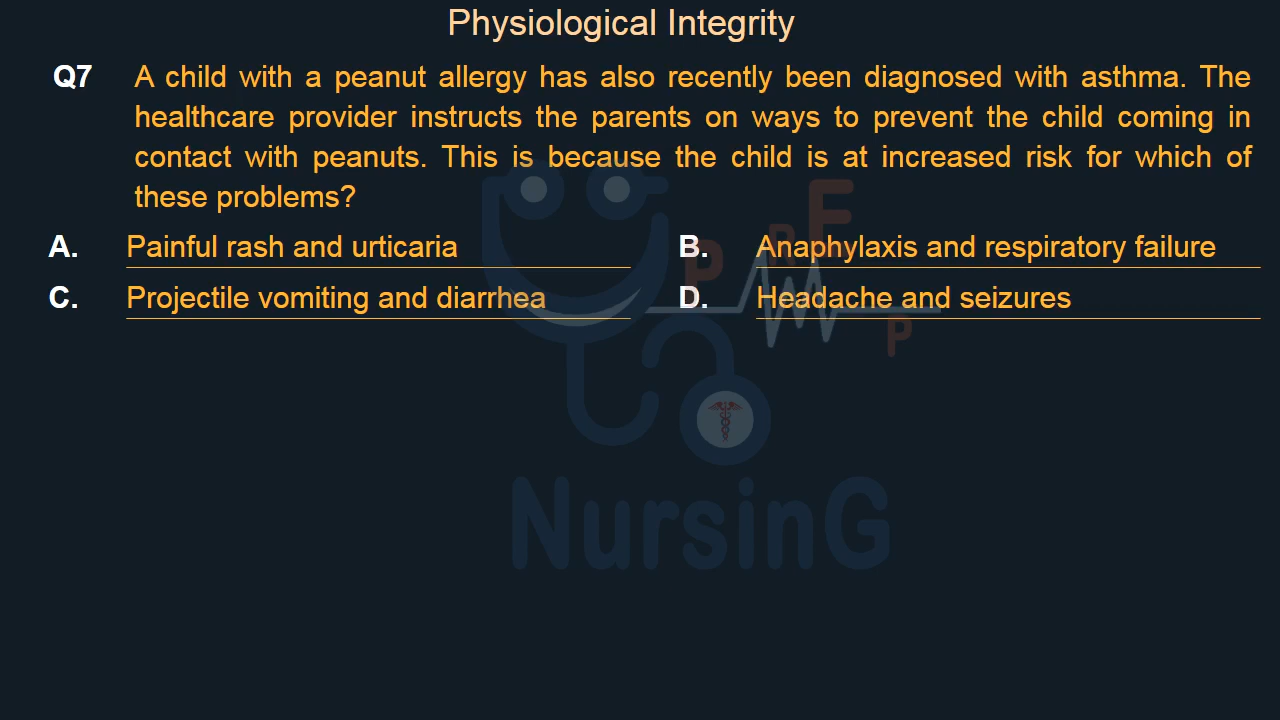 Physiological Integrity
Q7 A child with a peanut allergy has also recently been diagnosed with asthma. The
healthcare provider instructs the parents on ways to prevent the child coming in
contact with peanuts. This is because the child is at increased risk for which of
these problems?
A. Painful rash and urticaria B. Anaphylaxis and respiratory failure
C. Projectile vomiting and diarrhea D. Headache and seizures
P R F
P
NursinG